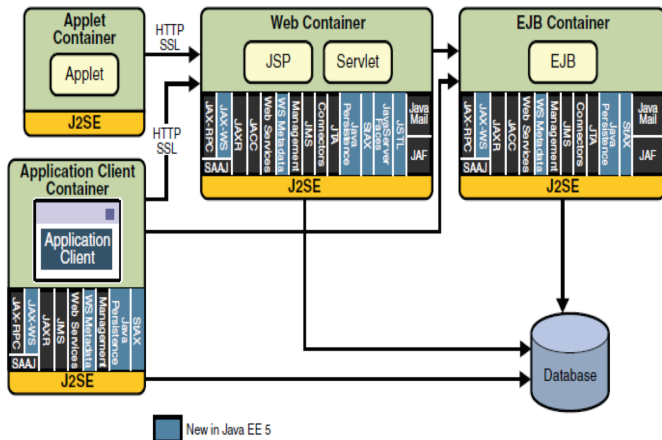 Applet
Container
Applet
J2SE
HTTP
SSL
HTTP
SSL
Web Container
JSP
Servlet
JAX-RPC
JAX-WS
SAAJ
JAXR
JACC
Web Services
WS Metadata
Management
JMS
Connectors
JTA
Java
Persistence
StAX
JavaServer
Faces
JSTL
Java
Mail
JAF
J2SE
EJB Container
EJB
JAX-RPC
JAX-WS
SAAJ
JAXR
JACC
Web Services
WS Metadata
Management
JMS
Connectors
JTA
Java
Persistence
StAX
Java
Mail
JAF
J2SE
Application Client
Container
Application
Client
JAX-RPC
JAX-WS
SAAJ
JAXR
JMS
Web Services
WS Metadata
Management
Java
Persistence
StAX
J2SE
Database
New in Java EE 5